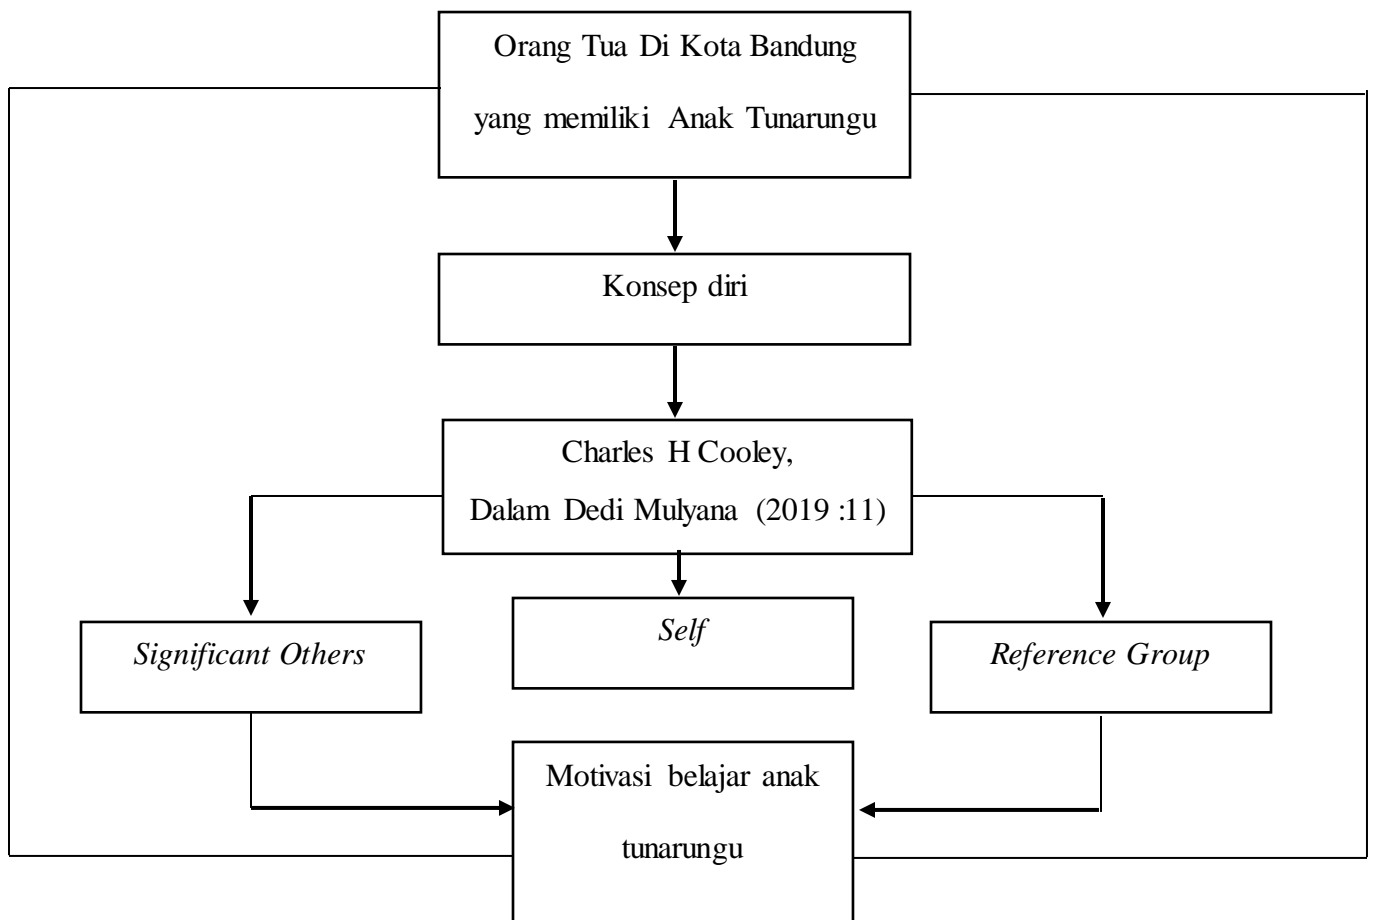 Orang Tua Di Kota Bandung
yang memiliki Anak Tunarungu
Konsep diri
Charles H Cooley,
Dalam Dedi Mulyana (2019 :11)
Significant Others
Self
Reference Group
Motivasi belajar anak
tunarungu